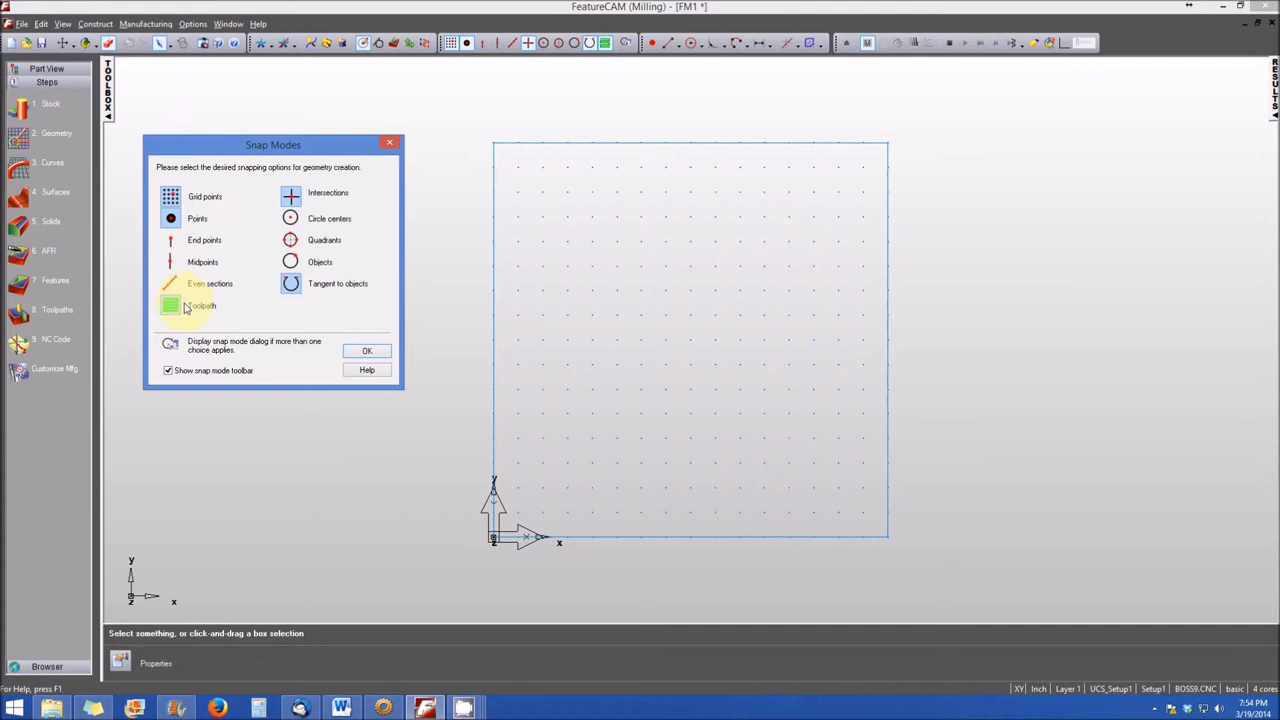 FeatureCAM (Milling) - [FM1 *]
File Edit View Construct Manufacturing Options Window Help
Part View
Steps
1 Stock
2. Geometry
3. Curves
4. Surfaces
5. Solids
6. AFR
7. Features
8. Toolpaths
9. NC Code
Customize Mfg.
Browser
TOOLBOX
RESULTS
Snap Modes
Please select the desired snapping options for geometry creation.
Grid points Intersections
Points Circle centers
End points Quadrants
Midpoints Objects
Even sections Tangent to objects
Toolpath
Display snap mode dialog if more than one
choice applies.
OK
Show snap mode toolbar Help
y
z
x
y
z
x
Select something, or click-and-drag a box selection
Properties
For Help, press F1
XY Inch Layer 1 UCS_Setup1 Setup1 BOSS9.CNC basic 4 cores
7:54 PM
3/19/2014